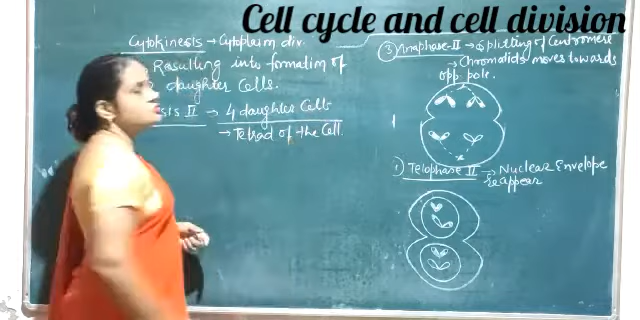 Cell cycle and cell division
Cytokinesis → Cytoplaim div.
Resulting into formation of
daughter Cells.
sis II → 4 daughter Cells
→ Tetrad of the Cell.
③ Anaphase-II → Splitting of Centromere
→ Chromatids moves towards
opp. pole.
Telophase II → Nuclear Envelope
Reappear